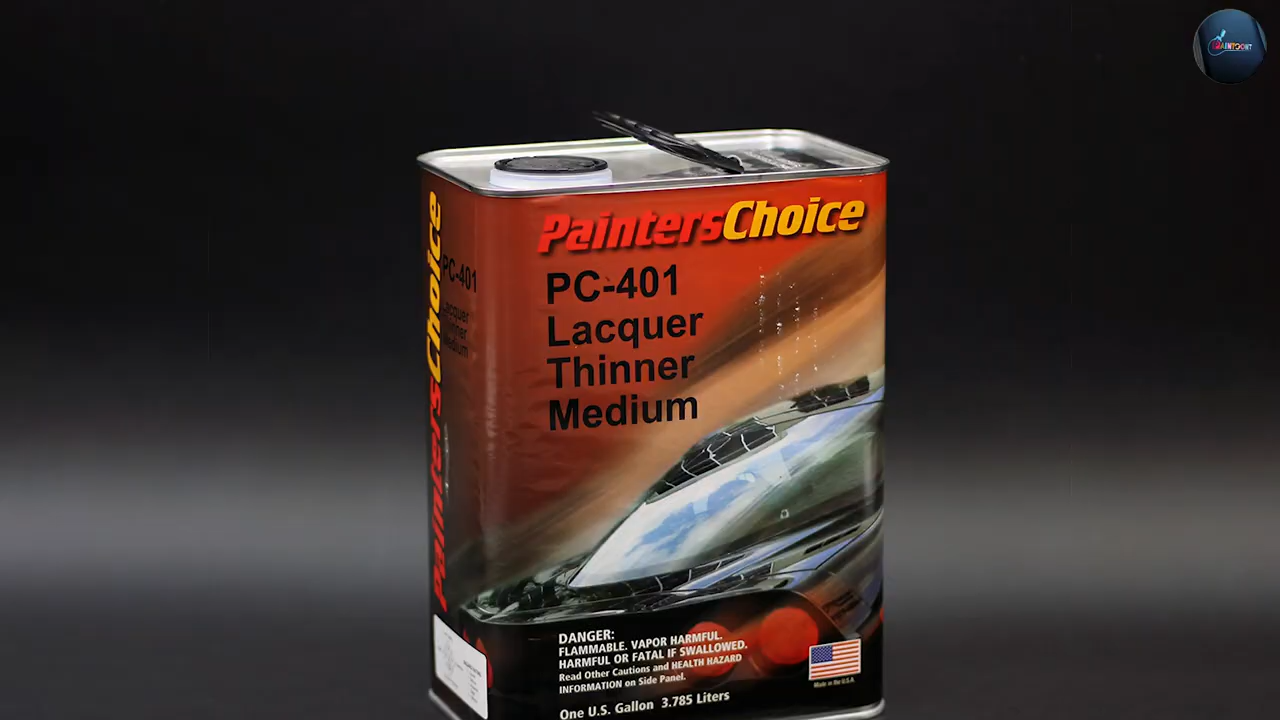 PaintersChoice
PC-401
Lacquer
Thinner
Medium
DANGER:
FLAMMABLE. VAPOR HARMFUL.
HARMFUL OR FATAL IF SWALLOWED.
Read Other Cautions and HEALTH HAZARD
INFORMATION on Side Panel.
One U.S. Gallon 3.785 Liters
Made in the U.S.A.
PaintersChoice
PC-401
Lacquer
Thinner
Medium